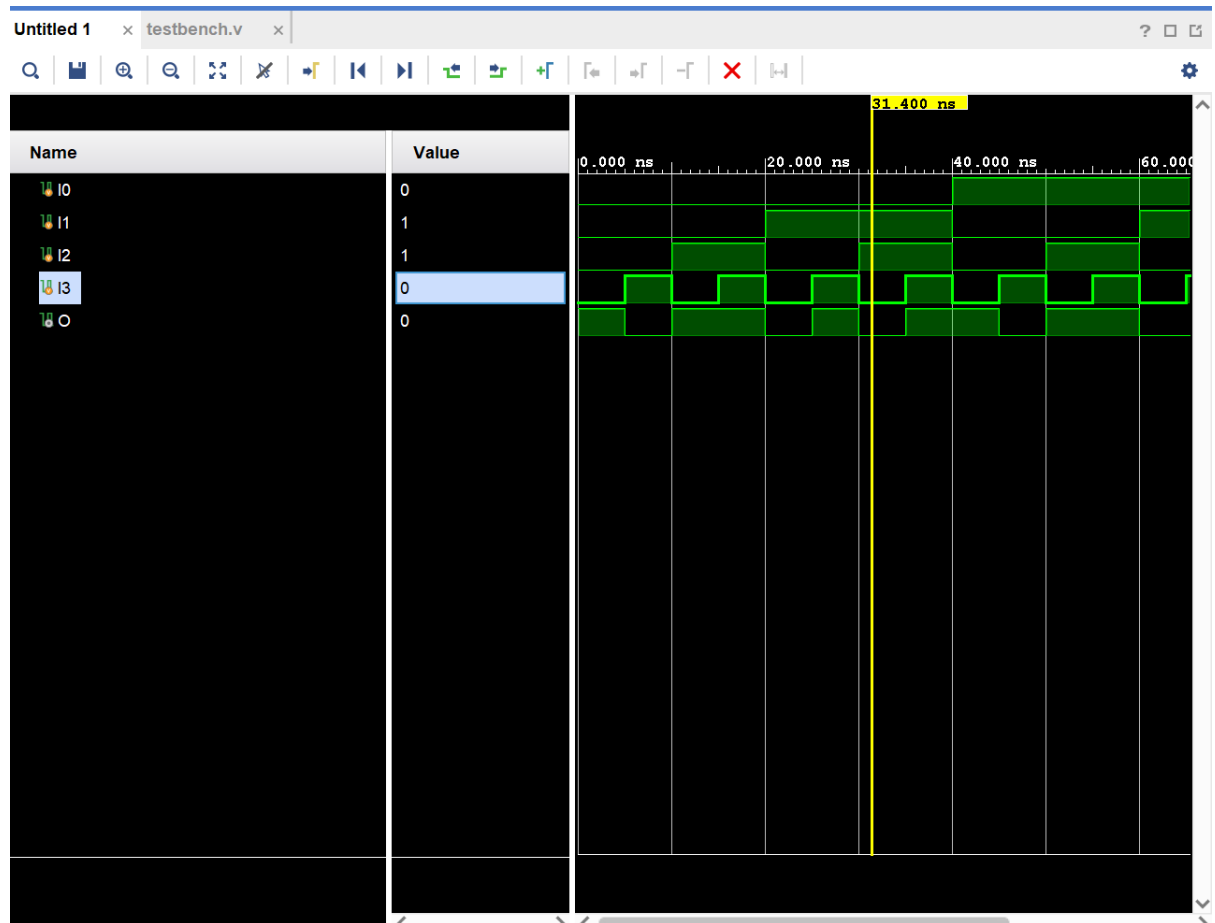 Untitled 1 × testbench.v × ?
31.400 ns
Name Value 0.000 ns 20.000 ns 40.000 ns 60.000
I0 0
I1 1
I2 1
I3 0
O 0